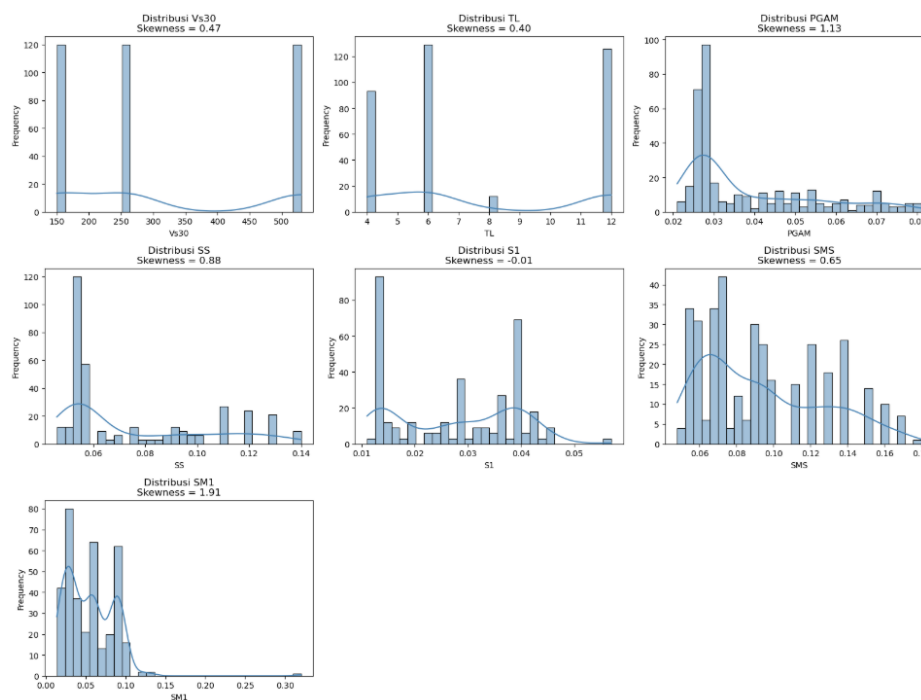 Distribusi Vs30
Skewness = 0.47
120
100
80
60
40
20
0
Frequency
150 200 250 300 350 400 450 500
Vs30
Distribusi TL
Skewness = 0.40
120
100
80
60
40
20
0
Frequency
4 5 6 7 8 9 10 11 12
TL
Distribusi PGAM
Skewness = 1.13
100
80
60
40
20
0
Frequency
0.02 0.03 0.04 0.05 0.06 0.07
PGAM
Distribusi SS
Skewness = 0.88
120
100
80
60
40
20
0
Frequency
0.06 0.08 0.10 0.12 0.14
SS
Distribusi S1
Skewness = -0.01
80
60
40
20
0
Frequency
0.01 0.02 0.03 0.04 0.05
S1
Distribusi SMS
Skewness = 0.65
40
35
30
25
20
15
10
5
0
Frequency
0.06 0.08 0.10 0.12 0.14 0.16
SMS
Distribusi SM1
Skewness = 1.91
80
70
60
50
40
30
20
10
0
Frequency
0.00 0.05 0.10 0.15 0.20 0.25 0.30
SM1